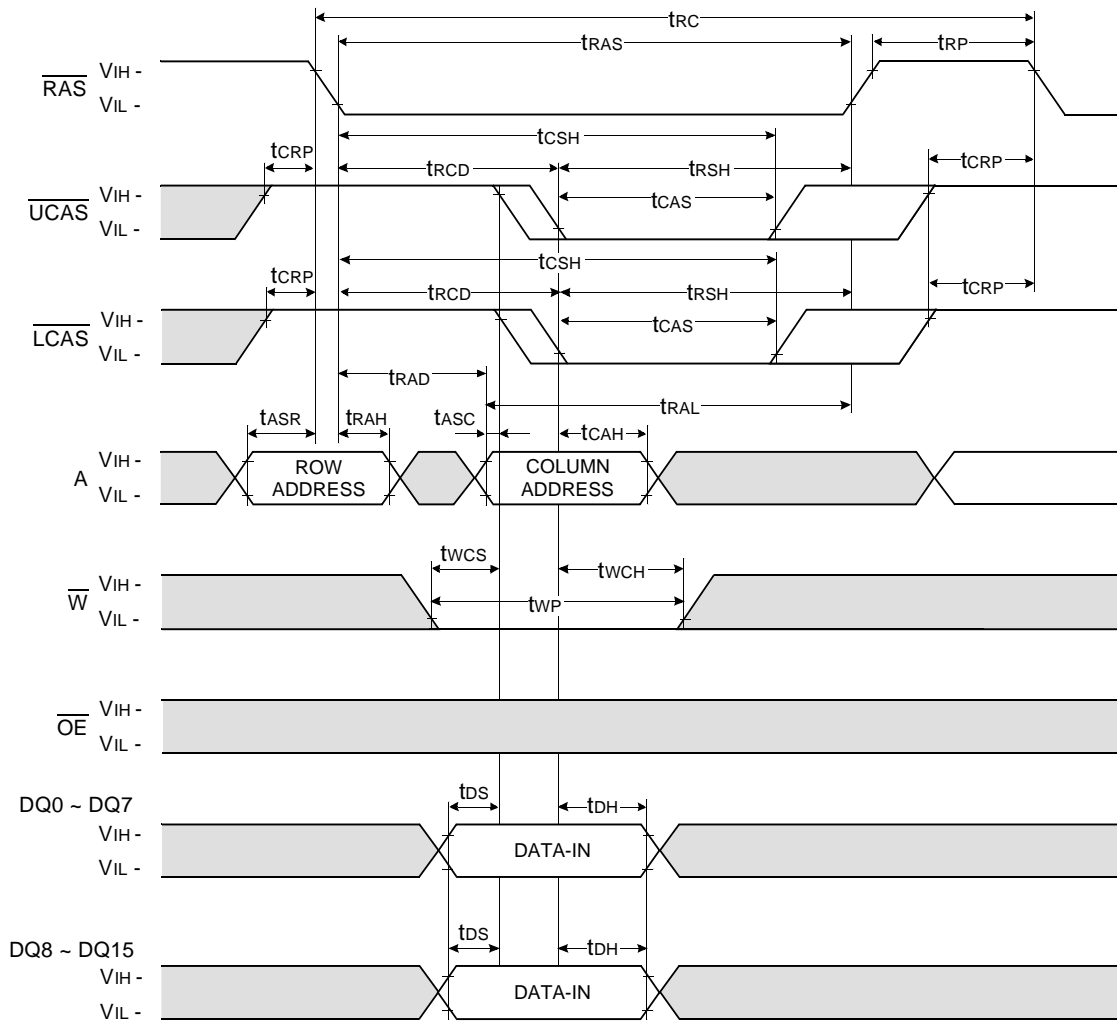 tRC
tRAS
tRP
RAS
VIH -
VIL -
tCSH
tCRP
tRCD
tRSH
tCRP
UCAS
VIH -
VIL -
tCAS
tCSH
tCRP
tRCD
tRSH
tCRP
LCAS
VIH -
VIL -
tCAS
tRAD
tRAL
tASR
tRAH
tASC
tCAH
A
VIH -
VIL -
ROW
ADDRESS
COLUMN
ADDRESS
tWCS
tWCH
W
VIH -
VIL -
tWP
OE
VIH -
VIL -
DQ0 ~ DQ7
tDS
tDH
VIH -
VIL -
DATA-IN
DQ8 ~ DQ15
tDS
tDH
VIH -
VIL -
DATA-IN